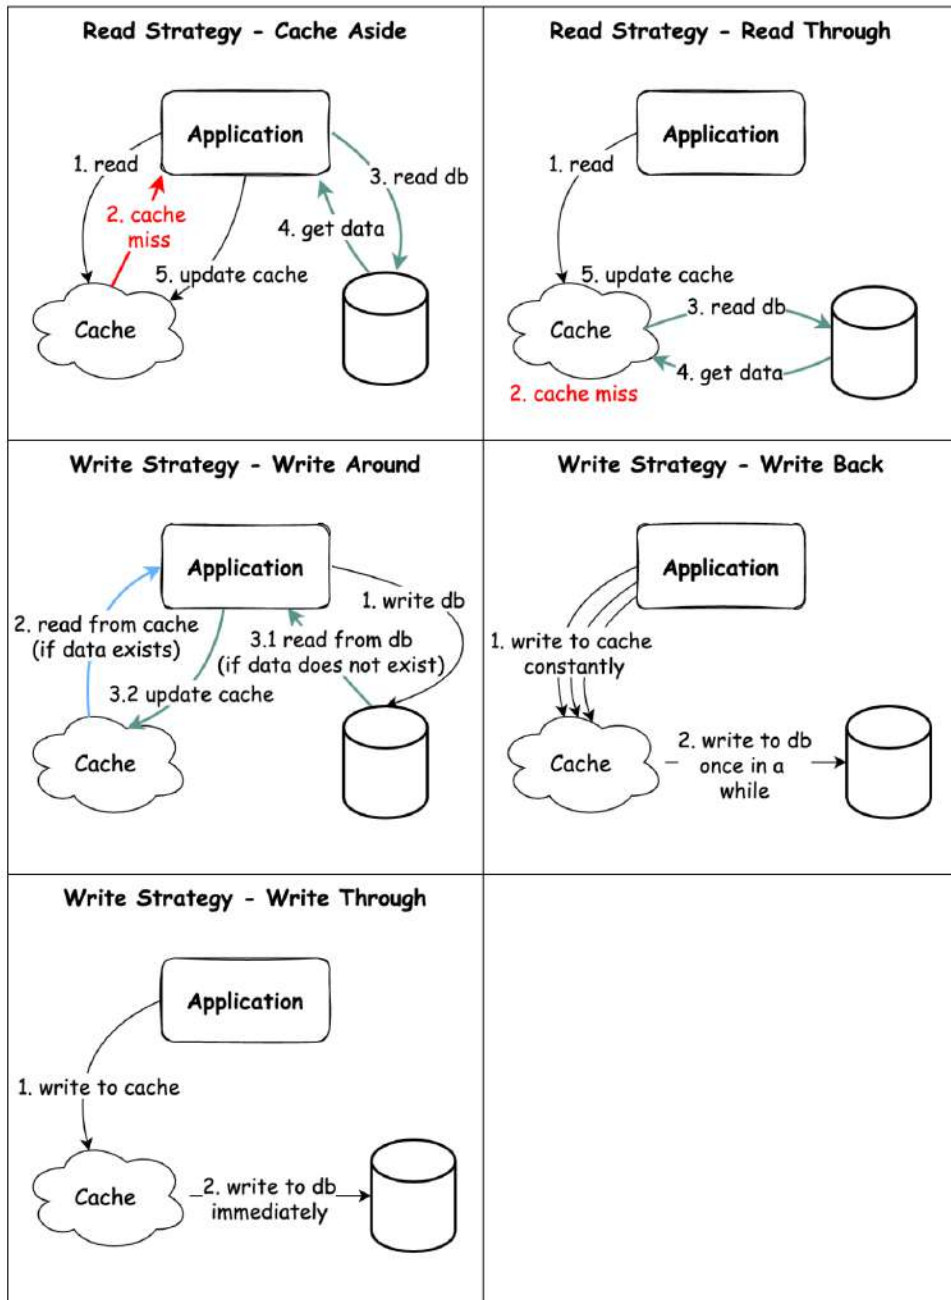 Read Strategy - Cache Aside
Application
1. read
2. cache
miss
3. read db
4. get data
5. update cache
Cache
Read Strategy - Read Through
Application
1. read
5. update cache
Cache
3. read db
4. get data
2. cache miss
Write Strategy - Write Around
Application
1. write db
2. read from cache
(if data exists)
3.1 read from db
(if data does not exist)
3.2 update cache
Cache
Write Strategy - Write Back
Application
1. write to cache
constantly
Cache
2. write to db
once in a
while
Write Strategy - Write Through
Application
1. write to cache
Cache
2. write to db
immediately